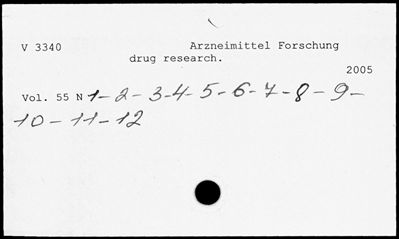 V 3340 Arzneimittel Forschung
drug research.
2005
Vol. 55 N 1-2-3-4-5-6-7-8-9-
10-11-12